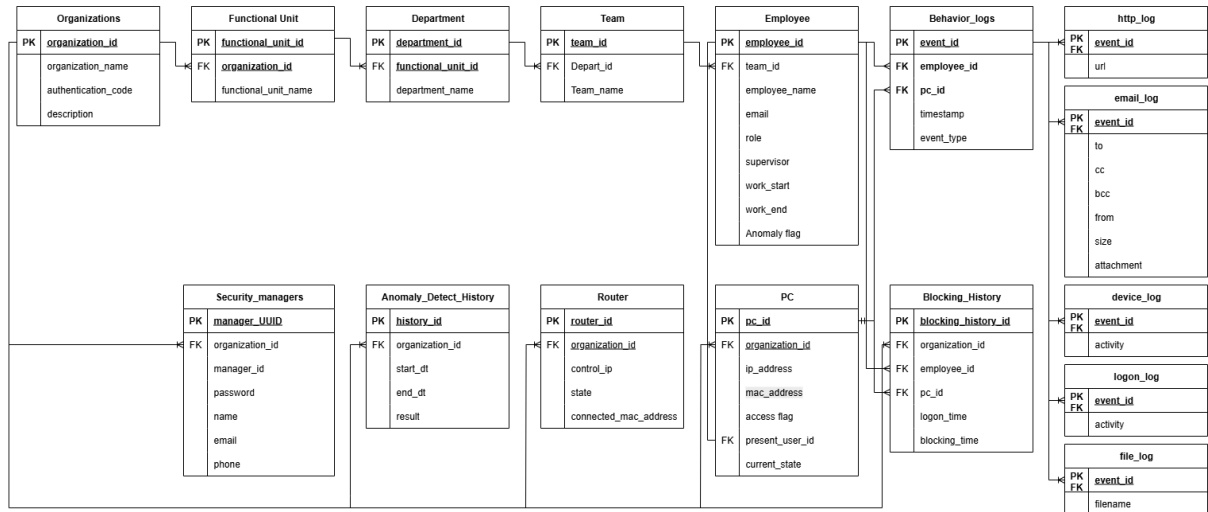 Organizations
PK organization_id
organization_name
authentication_code
description
Functional Unit
PK functional_unit_id
FK organization_id
functional_unit_name
Department
PK department_id
FK functional_unit_id
department_name
Team
PK team_id
FK Depart_id
Team_name
Employee
PK employee_id
FK team_id
employee_name
email
role
supervisor
work_start
work_end
Anomaly flag
Behavior_logs
PK event_id
FK employee_id
FK pc_id
timestamp
event_type
http_log
PK FK event_id
url
email_log
PK FK event_id
to
cc
bcc
from
size
attachment
Security_managers
PK manager_UUID
FK organization_id
manager_id
password
name
email
phone
Anomaly_Detect_History
PK history_id
FK organization_id
start_dt
end_dt
result
Router
PK router_id
FK organization_id
control_ip
state
connected_mac_address
PC
PK pc_id
FK organization_id
ip_address
mac_address
access flag
FK present_user_id
current_state
Blocking_History
PK blocking_history_id
FK organization_id
FK employee_id
FK pc_id
logon_time
blocking_time
device_log
PK FK event_id
activity
logon_log
PK FK event_id
activity
file_log
PK FK event_id
filename